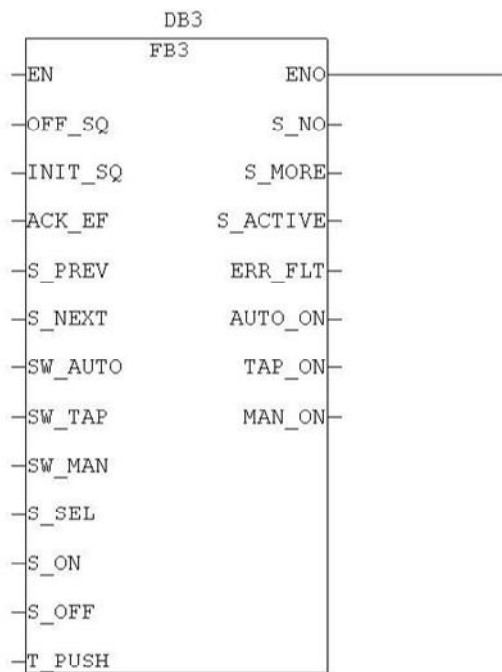 DB3
FB3
EN ENO
OFF_SQ S_NO
INIT_SQ S_MORE
ACK_EF S_ACTIVE
S_PREV ERR_FLT
S_NEXT AUTO_ON
SW_AUTO TAP_ON
SW_TAP MAN_ON
SW_MAN
S_SEL
S_ON
S_OFF
T_PUSH